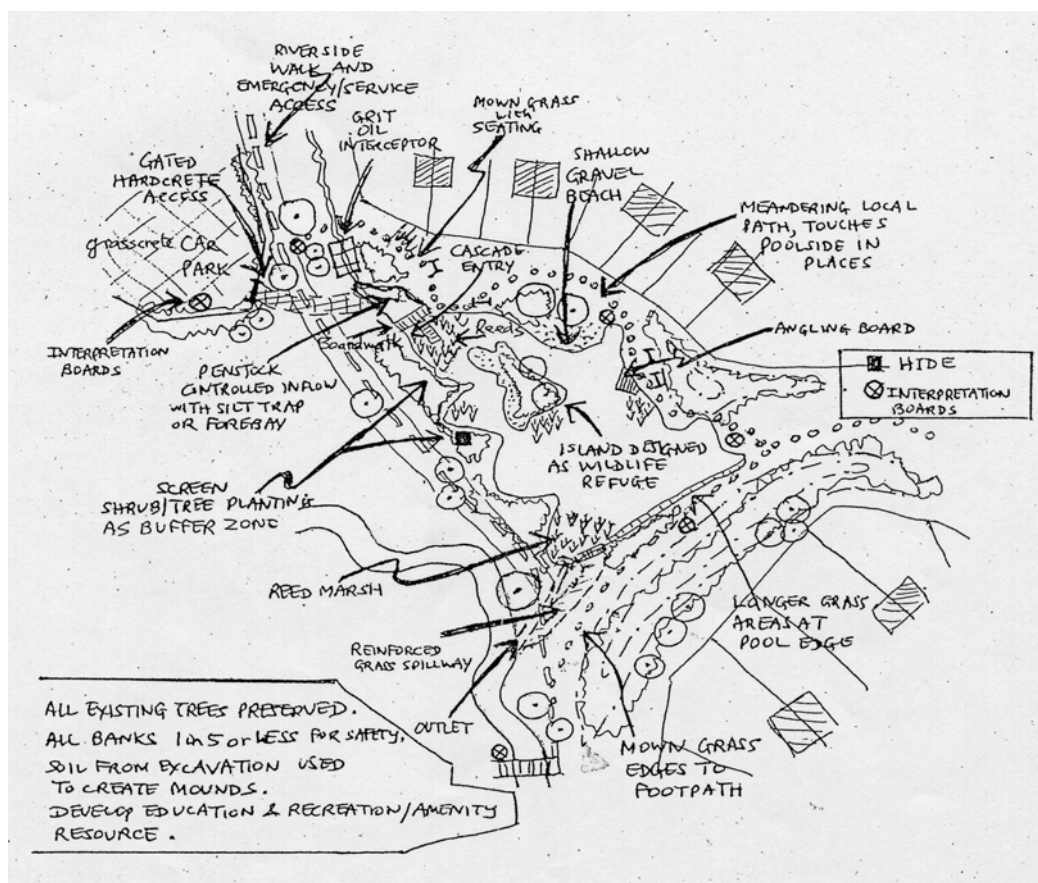 RIVERSIDE
WALK AND
EMERGENCY/SERVICE
ACCESS
GRIT
OIL
INTERCEPTOR
MOWN GRASS
with
SEATING
SHALLOW
GRAVEL
BEACH
GATED
HARDCRETE
ACCESS
MEANDERING LOCAL
PATH, TOUCHES
POOLSIDE IN
PLACES
grasscrete CAR
PARK
CASCADE
ENTRY
INTERPRETATION
BOARDS
Boardwalk
Reeds
ANGLING BOARD
HIDE
INTERPRETATION
BOARDS
PENSTOCK
CONTROLLED INFLOW
WITH SILT TRAP
OR FOREBAY
ISLAND DESIGNED
AS WILDLIFE
REFUGE
SCREEN
SHRUB/TREE PLANTING
AS BUFFER ZONE
REED MARSH
LONGER GRASS
AREAS AT
POOL EDGE
REINFORCED
GRASS SPILLWAY
OUTLET
MOWN GRASS
EDGES TO
FOOTPATH
ALL EXISTING TREES PRESERVED.
ALL BANKS 1 in 5 or LESS FOR SAFETY.
SOIL FROM EXCAVATION USED
TO CREATE MOUNDS.
DEVELOP EDUCATION & RECREATION/AMENITY
RESOURCE.